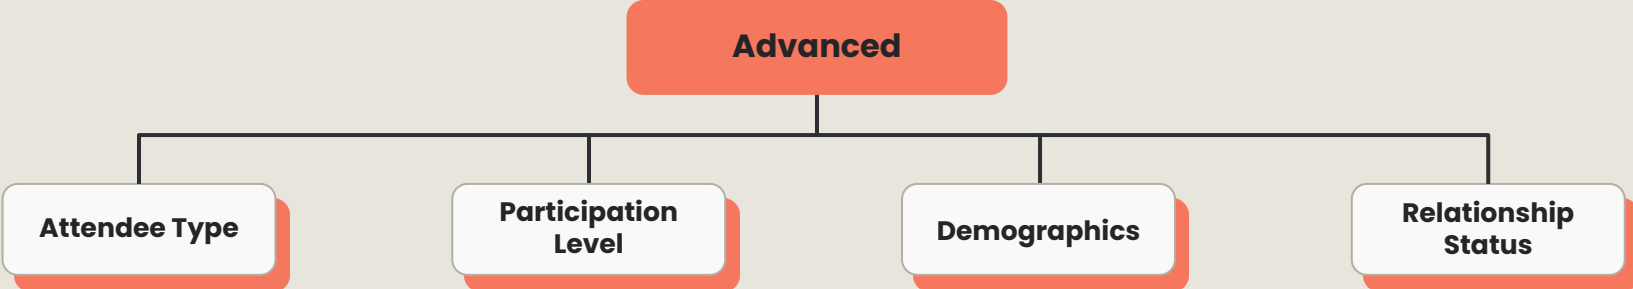 Advanced
Attendee Type
Participation
Level
Demographics
Relationship
Status